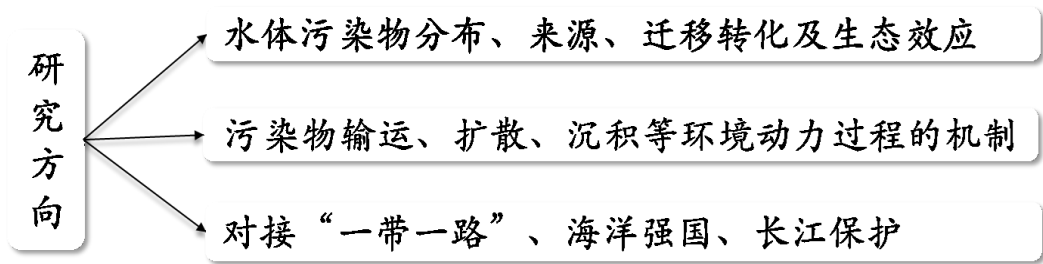 研究方向
水体污染物分布、来源、迁移转化及生态效应
污染物输运、扩散、沉积等环境动力过程的机制
对接“一带一路”、海洋强国、长江保护